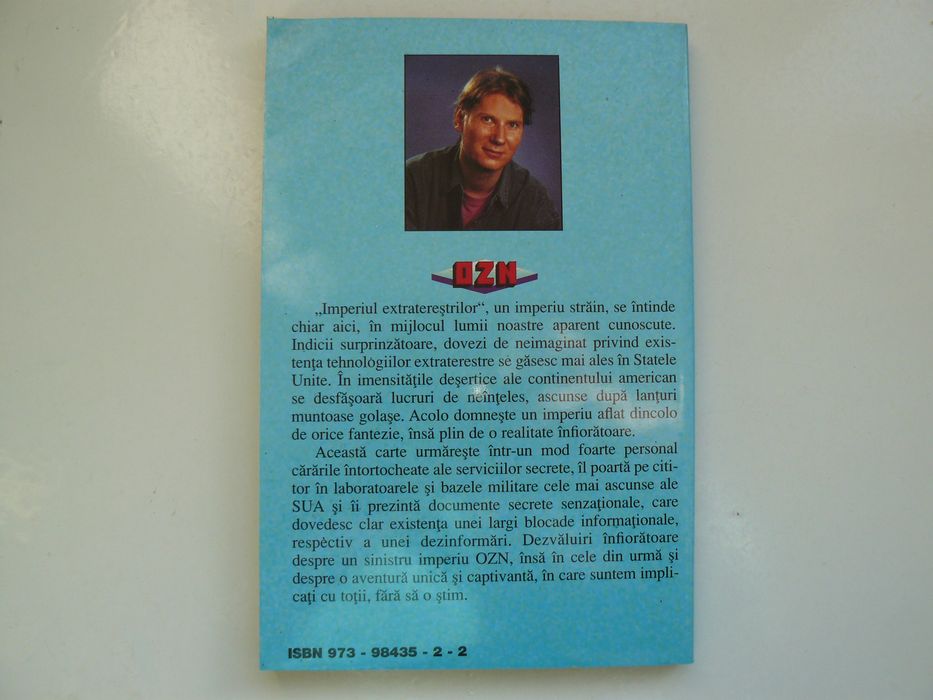 OZN
„Imperiul extratereştrilor“, un imperiu străin, se întinde
chiar aici, în mijlocul lumii noastre aparent cunoscute.
Indicii surprinzătoare, dovezi de neimaginat privind exis-
tenţa tehnologiilor extraterestre se găsesc mai ales în Statele
Unite. În imensităţile deşertice ale continentului american
se desfăşoară lucruri de neînţeles, ascunse după lanţuri
muntoase golaşe. Acolo domneşte un imperiu aflat dincolo
de orice fantezie, însă plin de o realitate înfiorătoare.
Această carte urmăreşte într-un mod foarte personal
cărările întortocheate ale serviciilor secrete, îl poartă pe citi-
tor în laboratoarele şi bazele militare cele mai ascunse ale
SUA şi îi prezintă documente secrete senzaţionale, care
dovedesc clar existenţa unei largi blocade informaţionale,
respectiv a unei dezinformări. Dezvăluiri înfiorătoare
despre un sinistru imperiu OZN, însă în cele din urmă şi
despre o aventură unică şi captivantă, în care suntem impli-
caţi cu toţii, fără să o ştim.
ISBN 973 - 98435 - 2 - 2